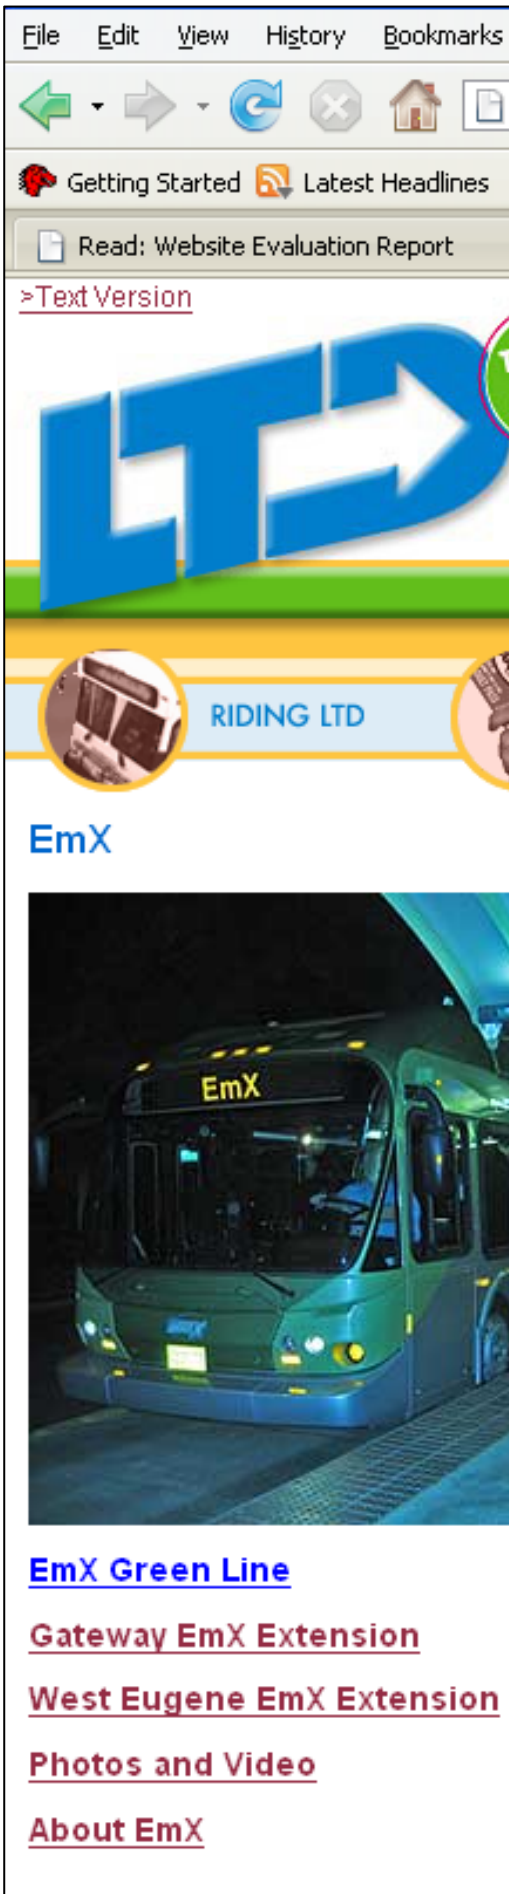 File Edit View History Bookmarks
Getting Started Latest Headlines
Read: Website Evaluation Report
>Text Version
LTD
RIDING LTD
EmX
EmX
EmX
EmX Green Line
Gateway EmX Extension
West Eugene EmX Extension
Photos and Video
About EmX